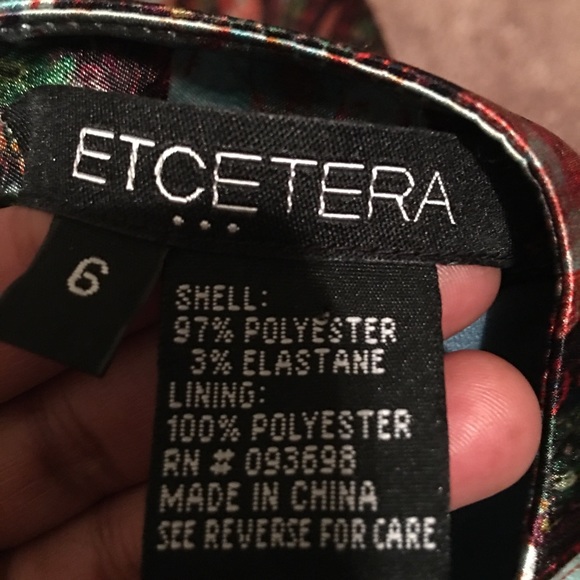 ETCETERA
...
6
SHELL:
97% POLYESTER
3% ELASTANE
LINING:
100% POLYESTER
RN # 093698
MADE IN CHINA
SEE REVERSE FOR CARE